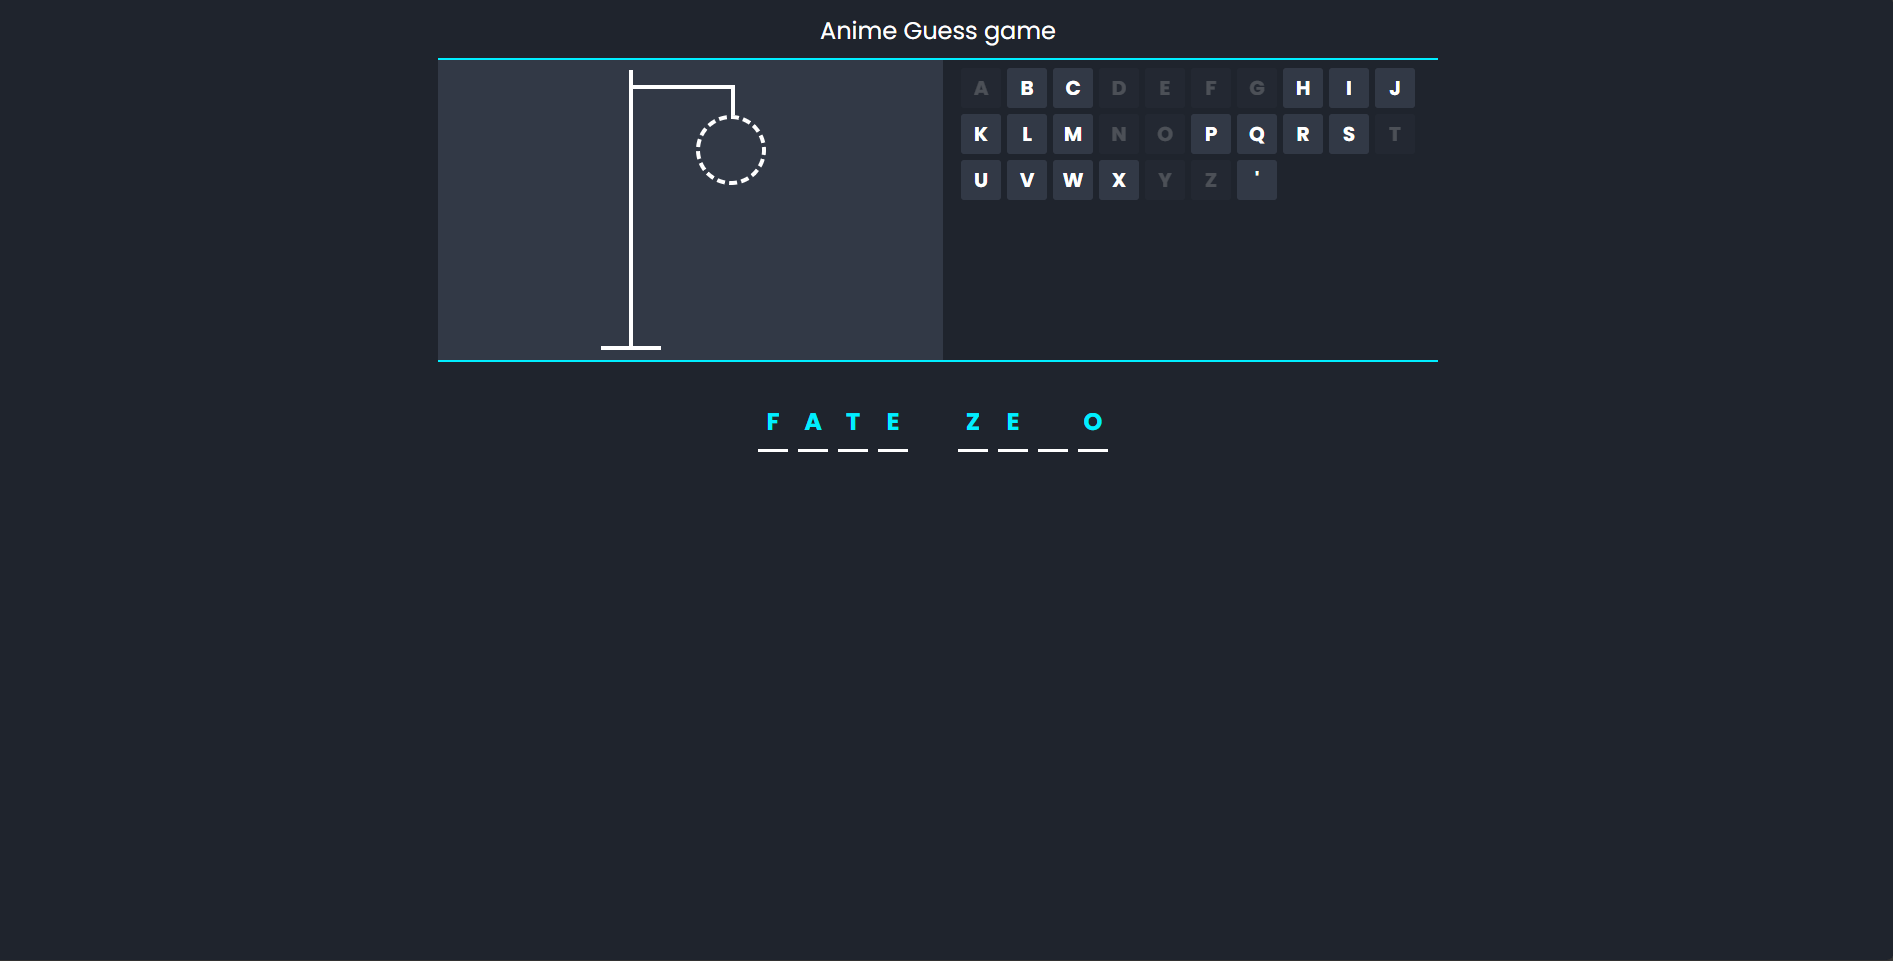 Anime Guess game
A B C D E F G H I J
K L M N O P Q R S T
U V W X Y Z '
F A T E Z E _ O